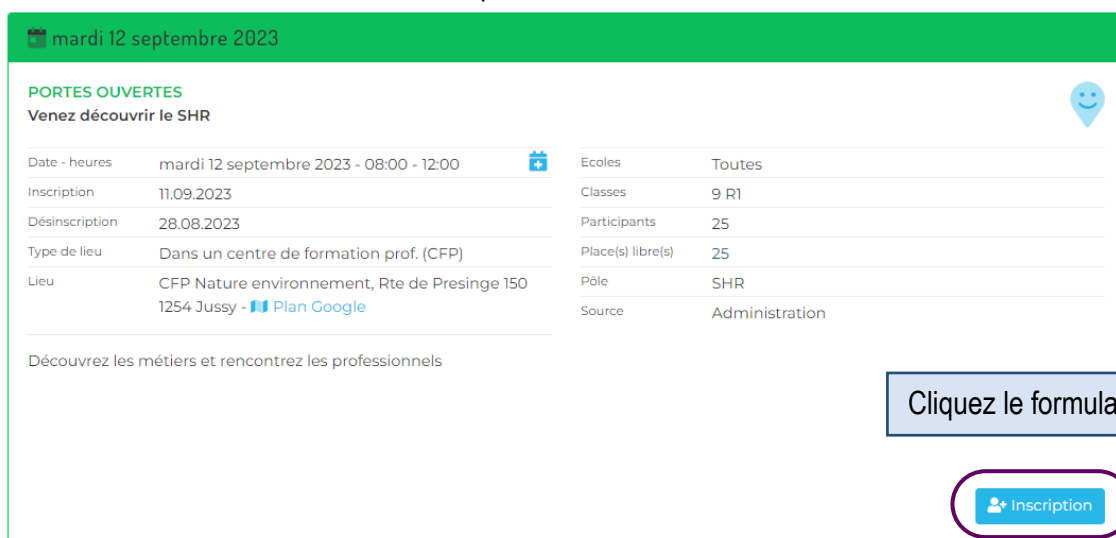 mardi 12 septembre 2023
PORTES OUVERTES
Venez découvrir le SHR
Date - heures mardi 12 septembre 2023 - 08:00 - 12:00
Inscription 11.09.2023
Désinscription 28.08.2023
Type de lieu Dans un centre de formation prof. (CFP)
Lieu CFP Nature environnement, Rte de Presinge 150
1254 Jussy - Plan Google
Ecoles Toutes
Classes 9 R1
Participants 25
Place(s) libre(s) 25
Pôle SHR
Source Administration
Découvrez les métiers et rencontrez les professionnels
Cliquez le formula
Inscription